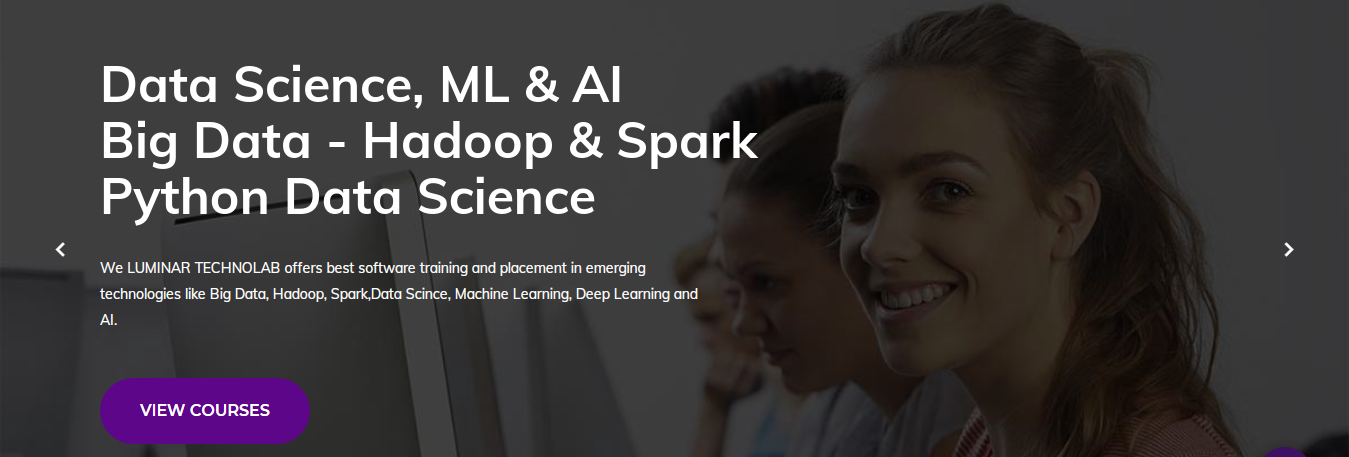 Data Science, ML & AI
Big Data - Hadoop & Spark
Python Data Science
We LUMINAR TECHNOLAB offers best software training and placement in emerging
technologies like Big Data, Hadoop, Spark,Data Scince, Machine Learning, Deep Learning and
AI.
VIEW COURSES